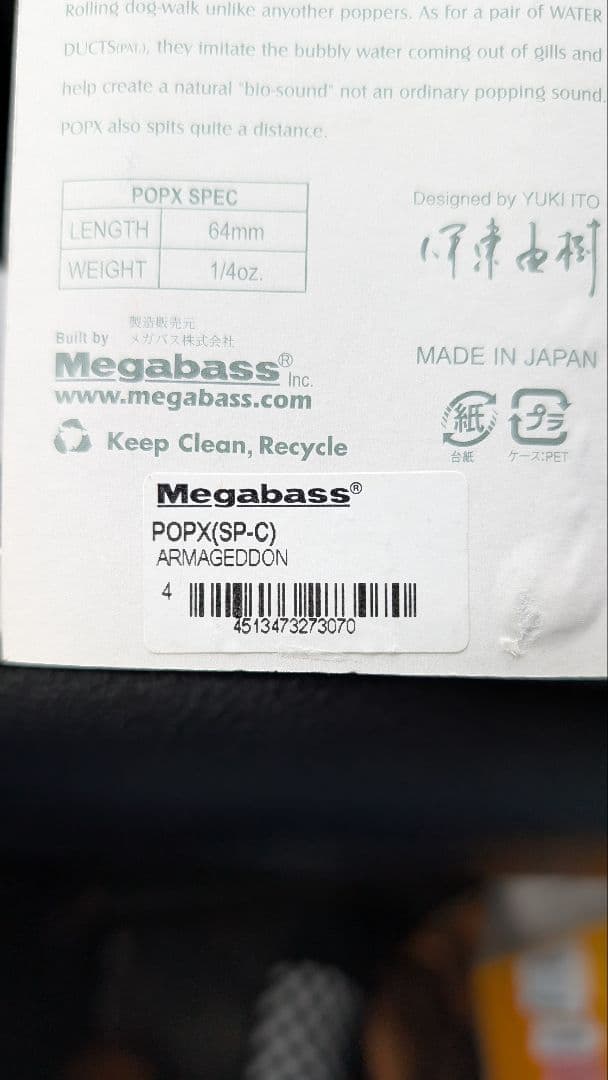 Rolling dog-walk unlike anyother poppers. As for a pair of WATER
DUCTS(PAT.), they imitate the bubbly water coming out of gills and
help create a natural "bio-sound" not an ordinary popping sound.
POPX also spits quite a distance.
POPX SPEC
LENGTH 64mm
WEIGHT 1/4oz.
Designed by YUKI ITO
伊東由樹
製造販売元
Built by メガバス株式会社
Megabass® Inc.
www.megabass.com
MADE IN JAPAN
紙 プラ
台紙 ケース:PET
Keep Clean, Recycle
Megabass®
POPX(SP-C)
ARMAGEDDON
4
4513473273070